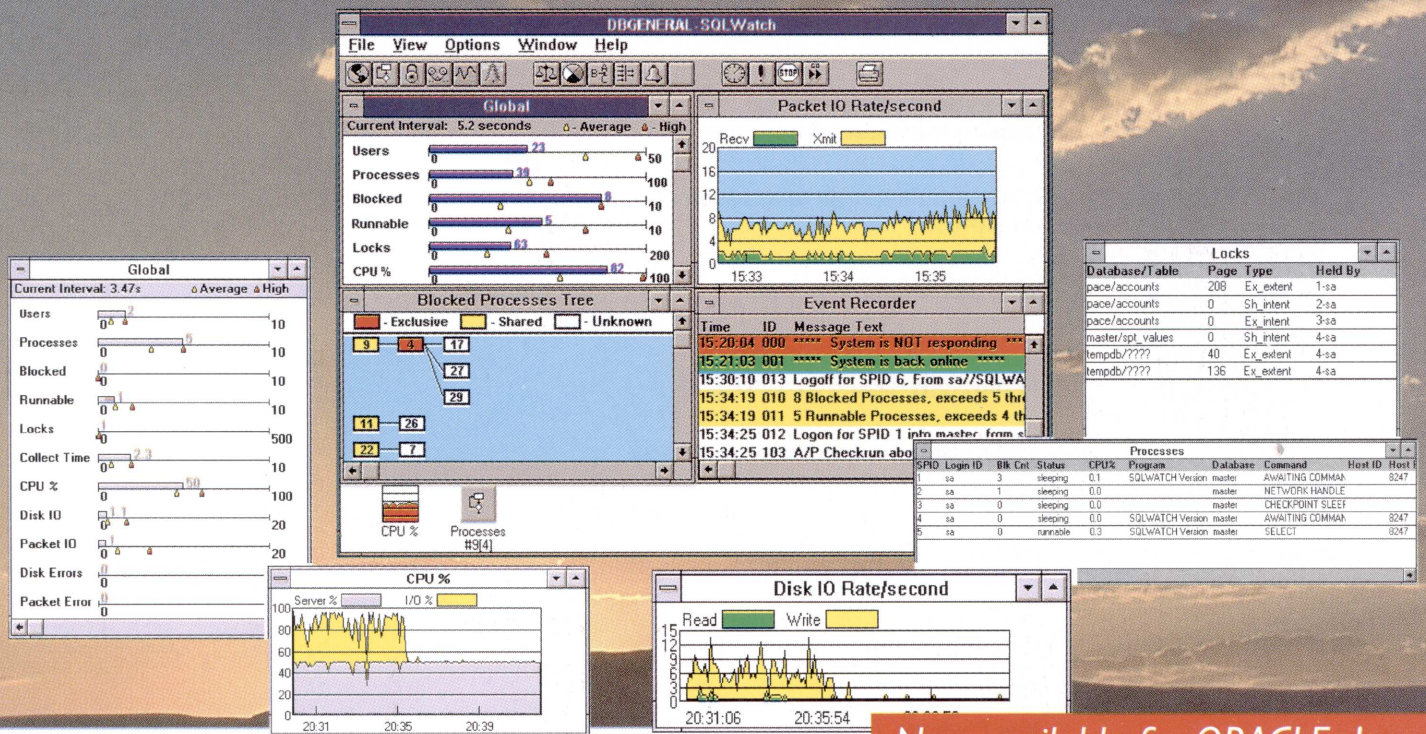 DBGENERAL - SQLWatch
File View Options Window Help
STOP
GO
Global
Current Interval: 5.2 seconds - Average - High
Users 23
0 50
Processes 39
0 100
Blocked 8
0 10
Runnable 5
0 10
Locks 63
0 200
CPU % 82
0 100
Packet IO Rate/second
Recv Xmit
20
16
12
8
4
0
15:33 15:34 15:35
Blocked Processes Tree
- Exclusive - Shared - Unknown
9 4 17
27
29
11 26
22 7
Event Recorder
Time ID Message Text
15:20:04 000 ***** System is NOT responding ***
15:21:03 001 ***** System is back online *****
15:30:10 013 Logoff for SPID 6, From sa//SQLWA
15:34:19 010 8 Blocked Processes, exceeds 5 thr
15:34:19 011 5 Runnable Processes, exceeds 4 th
15:34:25 012 Logon for SPID 1 into master, from s
15:34:25 103 A/P Checkrun abo
CPU %
Processes
#9[4]
Global
Current Interval: 3.47s Average High
Users 2
0 10
Processes 5
0 10
Blocked 0
0 10
Runnable 1
0 10
Locks 1
0 500
Collect Time 2.3
0 10
CPU % 50
0 100
Disk IO 1.1
0 20
Packet IO 1
0 20
Disk Errors 0
0
Packet Error 0
0
Locks
Database/Table Page Type Held By
pace/accounts 208 Ex_extent 1-sa
pace/accounts 0 Sh_intent 2-sa
pace/accounts 0 Ex_intent 3-sa
master/spt_values 0 Sh_intent 4-sa
tempdb/???? 40 Ex_extent 4-sa
tempdb/???? 136 Ex_extent 4-sa
Processes
SPID Login ID Blk Cnt Status CPU% Program Database Command Host ID Host
1 sa 3 sleeping 0.1 SQLWATCH Version master AWAITING COMMAN 8247
2 sa 1 sleeping 0.0 master NETWORK HANDLE
3 sa 0 sleeping 0.0 master CHECKPOINT SLEEF
4 sa 0 sleeping 0.0 SQLWATCH Version master AWAITING COMMAN 8247
5 sa 0 runnable 0.3 SQLWATCH Version master SELECT 8247
CPU %
Server % I/O %
100
80
60
40
20
0
20:31 20:35 20:39
Disk IO Rate/second
Read Write
15
12
9
6
3
0
20:31:06 20:35:54